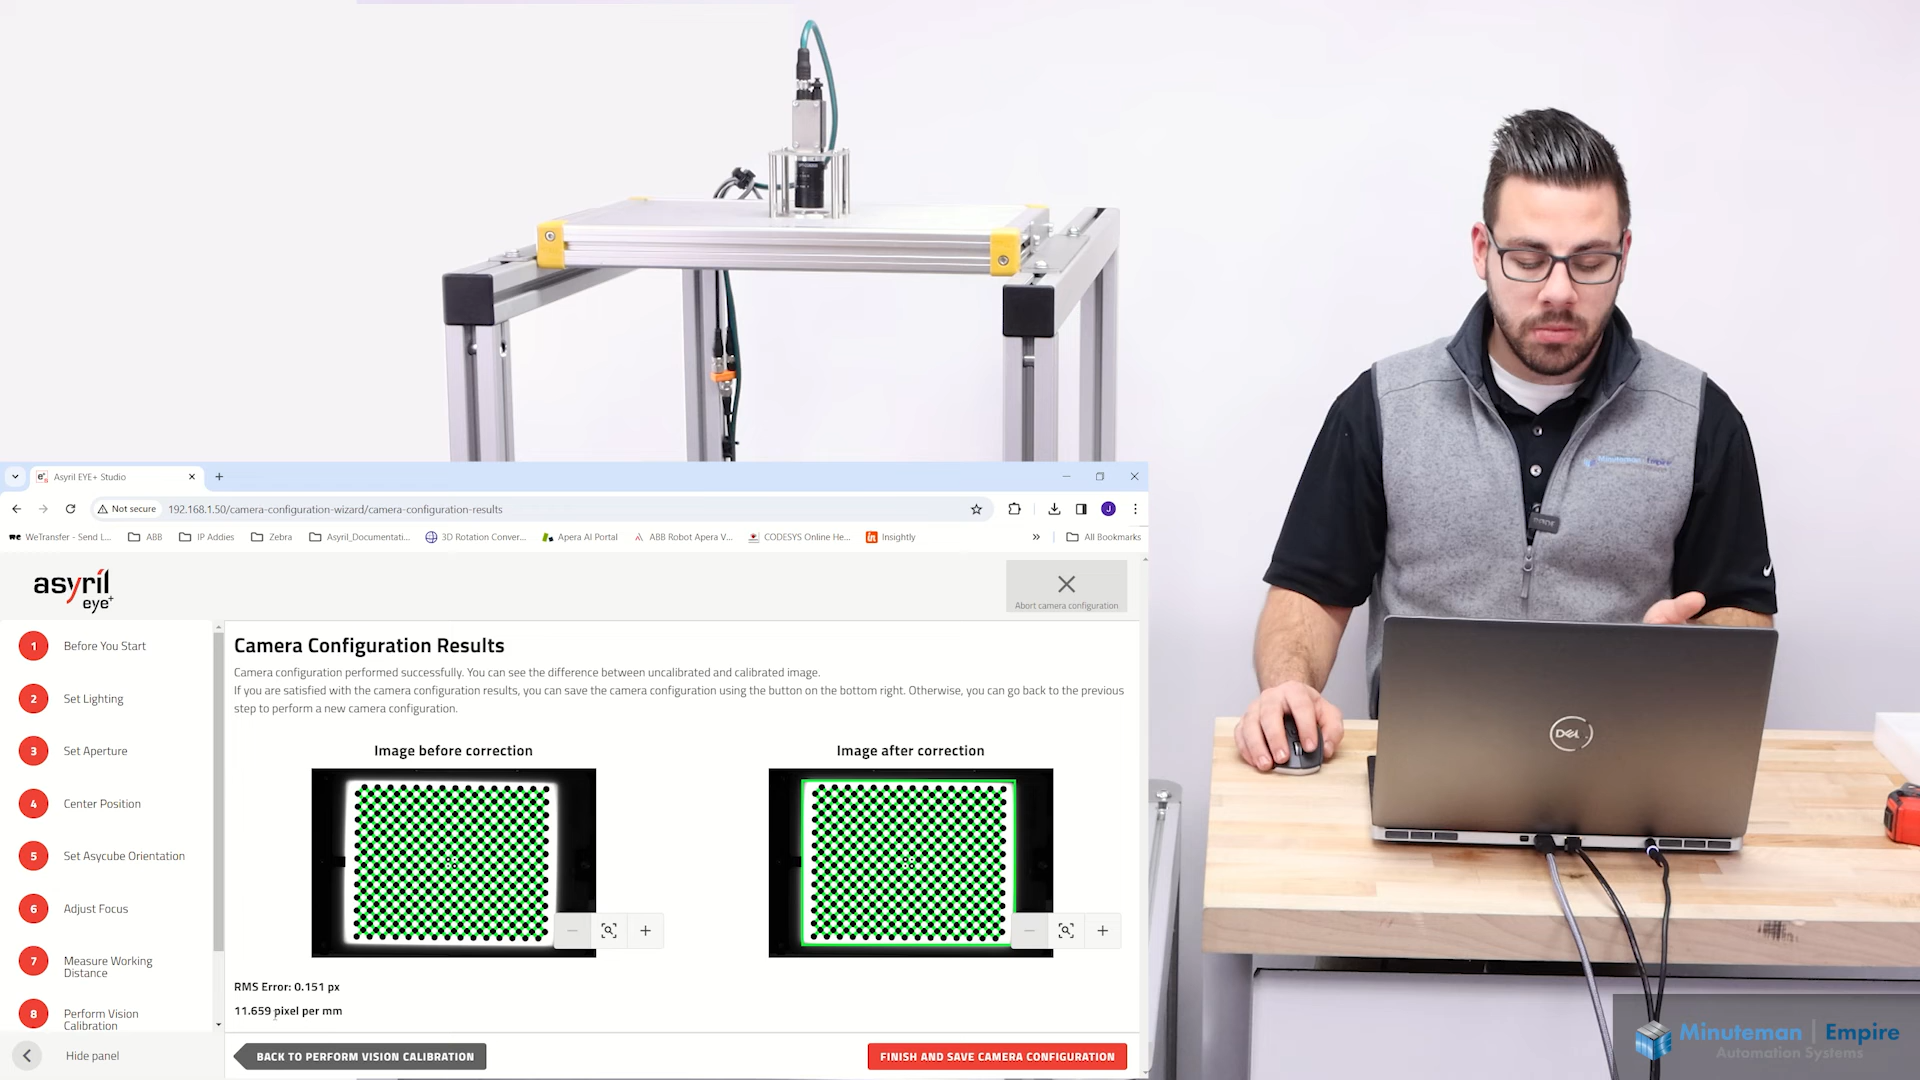 Asyril EYE+ Studio
Not secure
192.168.1.50/camera-configuration-wizard/camera-configuration-results
J
WeTransfer - Send L...
ABB
IP Addies
Zebra
Asyril_Documentati...
3D Rotation Conver...
Apera AI Portal
ABB Robot Apera V...
CODESYS Online He...
Insightly
All Bookmarks
asyril
eye+
Abort camera configuration
1 Before You Start
2 Set Lighting
3 Set Aperture
4 Center Position
5 Set Asycube Orientation
6 Adjust Focus
7 Measure Working
Distance
8 Perform Vision
Calibration
Hide panel
Camera Configuration Results
Camera configuration performed successfully. You can see the difference between uncalibrated and calibrated image.
If you are satisfied with the camera configuration results, you can save the camera configuration using the button on the bottom right. Otherwise, you can go back to the previous
step to perform a new camera configuration.
Image before correction
Image after correction
RMS Error: 0.151 px
11.659 pixel per mm
BACK TO PERFORM VISION CALIBRATION
FINISH AND SAVE CAMERA CONFIGURATION
Minuteman Empire
DELL
Minuteman | Empire
Automation Systems